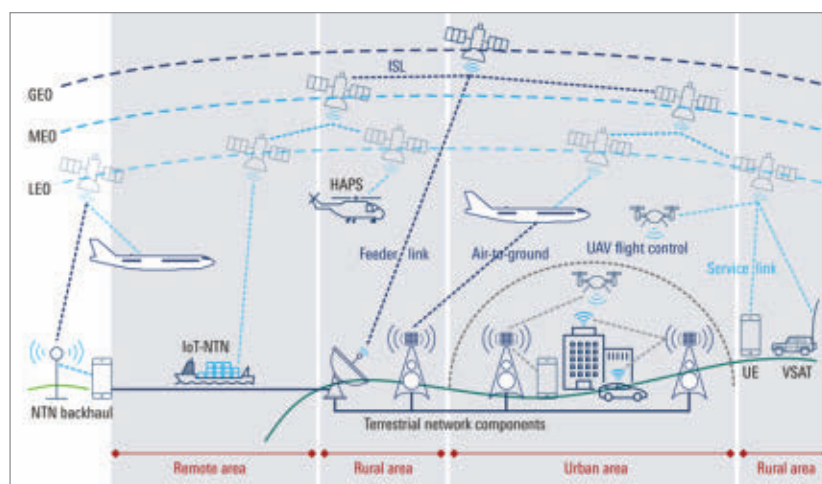 ISL
GEO
MEO
LEO
HAPS
Feeder link
Air-to-ground
UAV flight control
Service link
IoT-NTN
NTN backhaul
UE
VSAT
Terrestrial network components
Remote area
Rural area
Urban area
Rural area